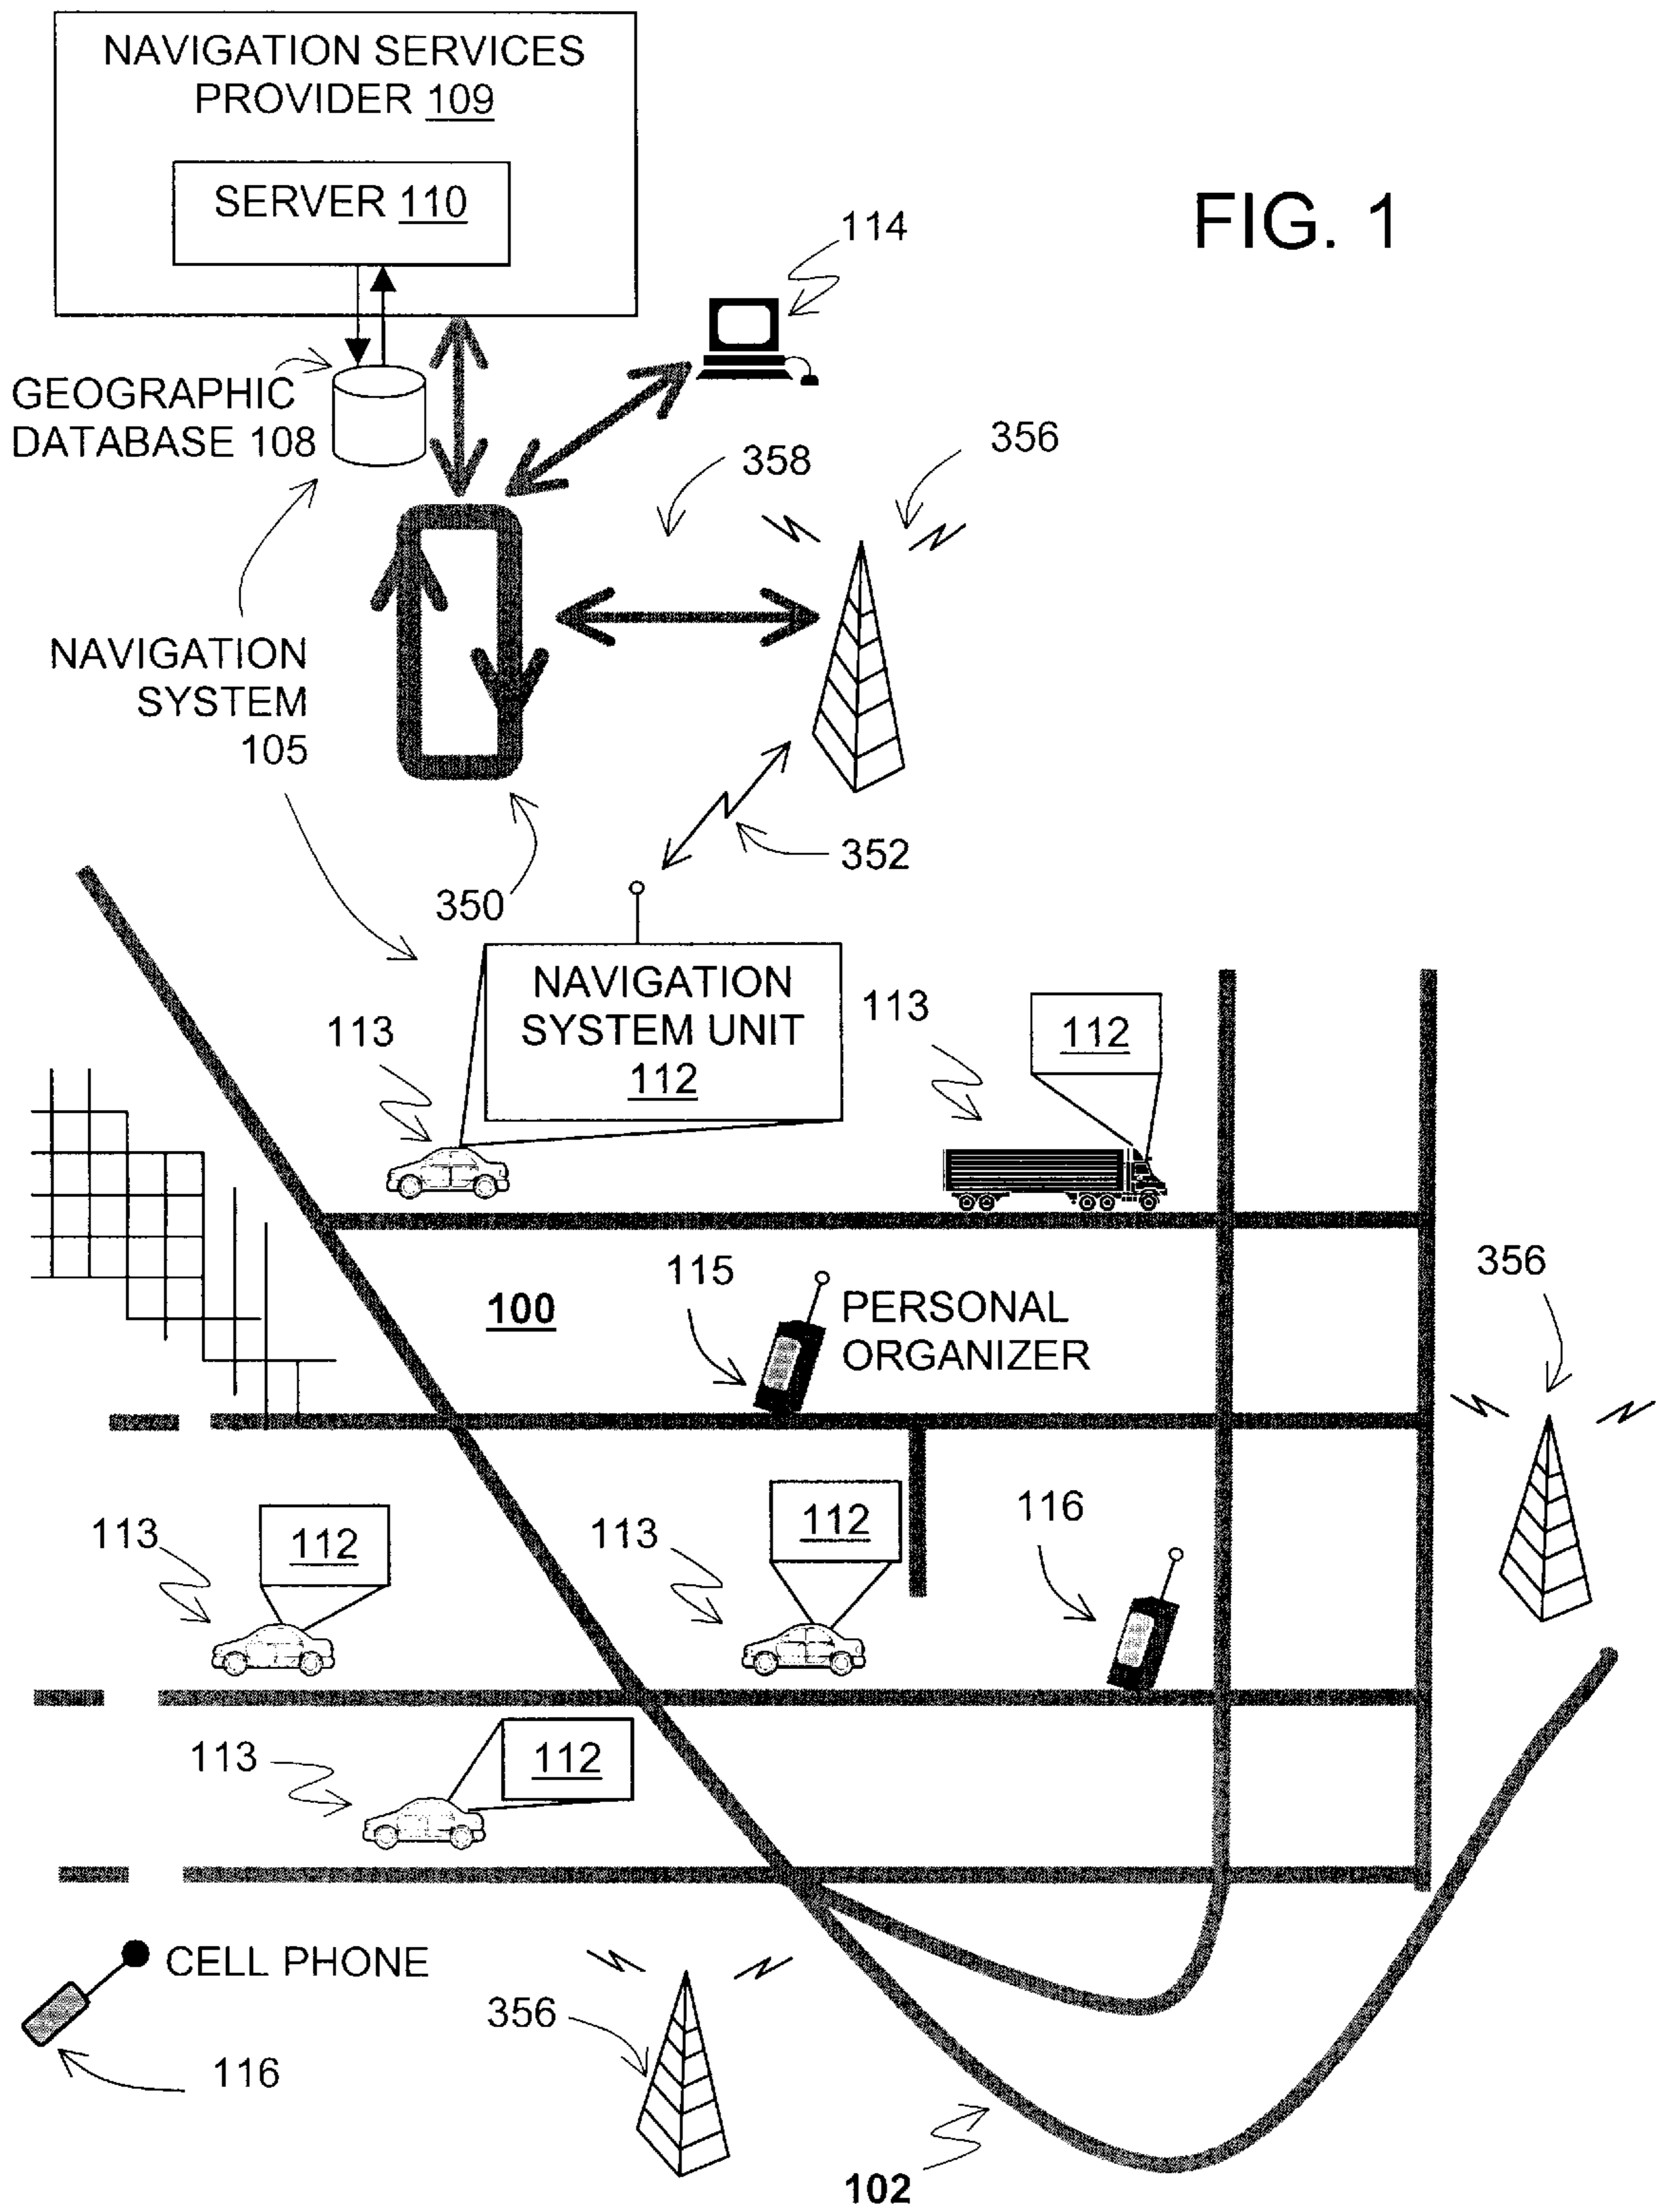 NAVIGATION SERVICES
PROVIDER 109
SERVER 110
FIG. 1
114
GEOGRAPHIC
DATABASE 108
358
356
NAVIGATION
SYSTEM
105
352
350
NAVIGATION
SYSTEM UNIT
112
113
113
112
115
PERSONAL
ORGANIZER
100
356
113
112
113
112
116
113
112
CELL PHONE
116
356
102